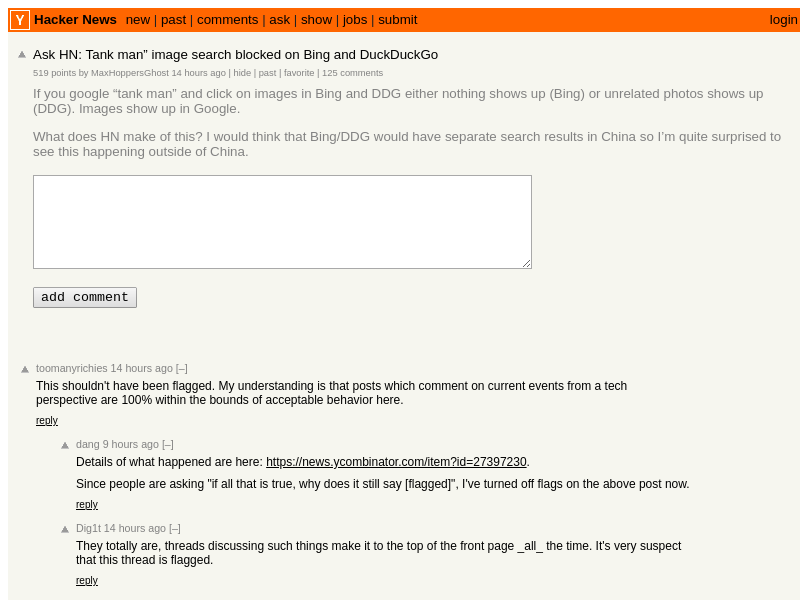 Y Hacker News new | past | comments | ask | show | jobs | submit login
Ask HN: Tank man” image search blocked on Bing and DuckDuckGo
519 points by MaxHoppersGhost 14 hours ago | hide | past | favorite | 125 comments
If you google “tank man” and click on images in Bing and DDG either nothing shows up (Bing) or unrelated photos shows up
(DDG). Images show up in Google.
What does HN make of this? I would think that Bing/DDG would have separate search results in China so I’m quite surprised to
see this happening outside of China.
add comment
toomanyrichies 14 hours ago [–]
This shouldn't have been flagged. My understanding is that posts which comment on current events from a tech
perspective are 100% within the bounds of acceptable behavior here.
reply
dang 9 hours ago [–]
Details of what happened are here: https://news.ycombinator.com/item?id=27397230.
Since people are asking "if all that is true, why does it still say [flagged]", I've turned off flags on the above post now.
reply
Dig1t 14 hours ago [–]
They totally are, threads discussing such things make it to the top of the front page _all_ the time. It's very suspect
that this thread is flagged.
reply